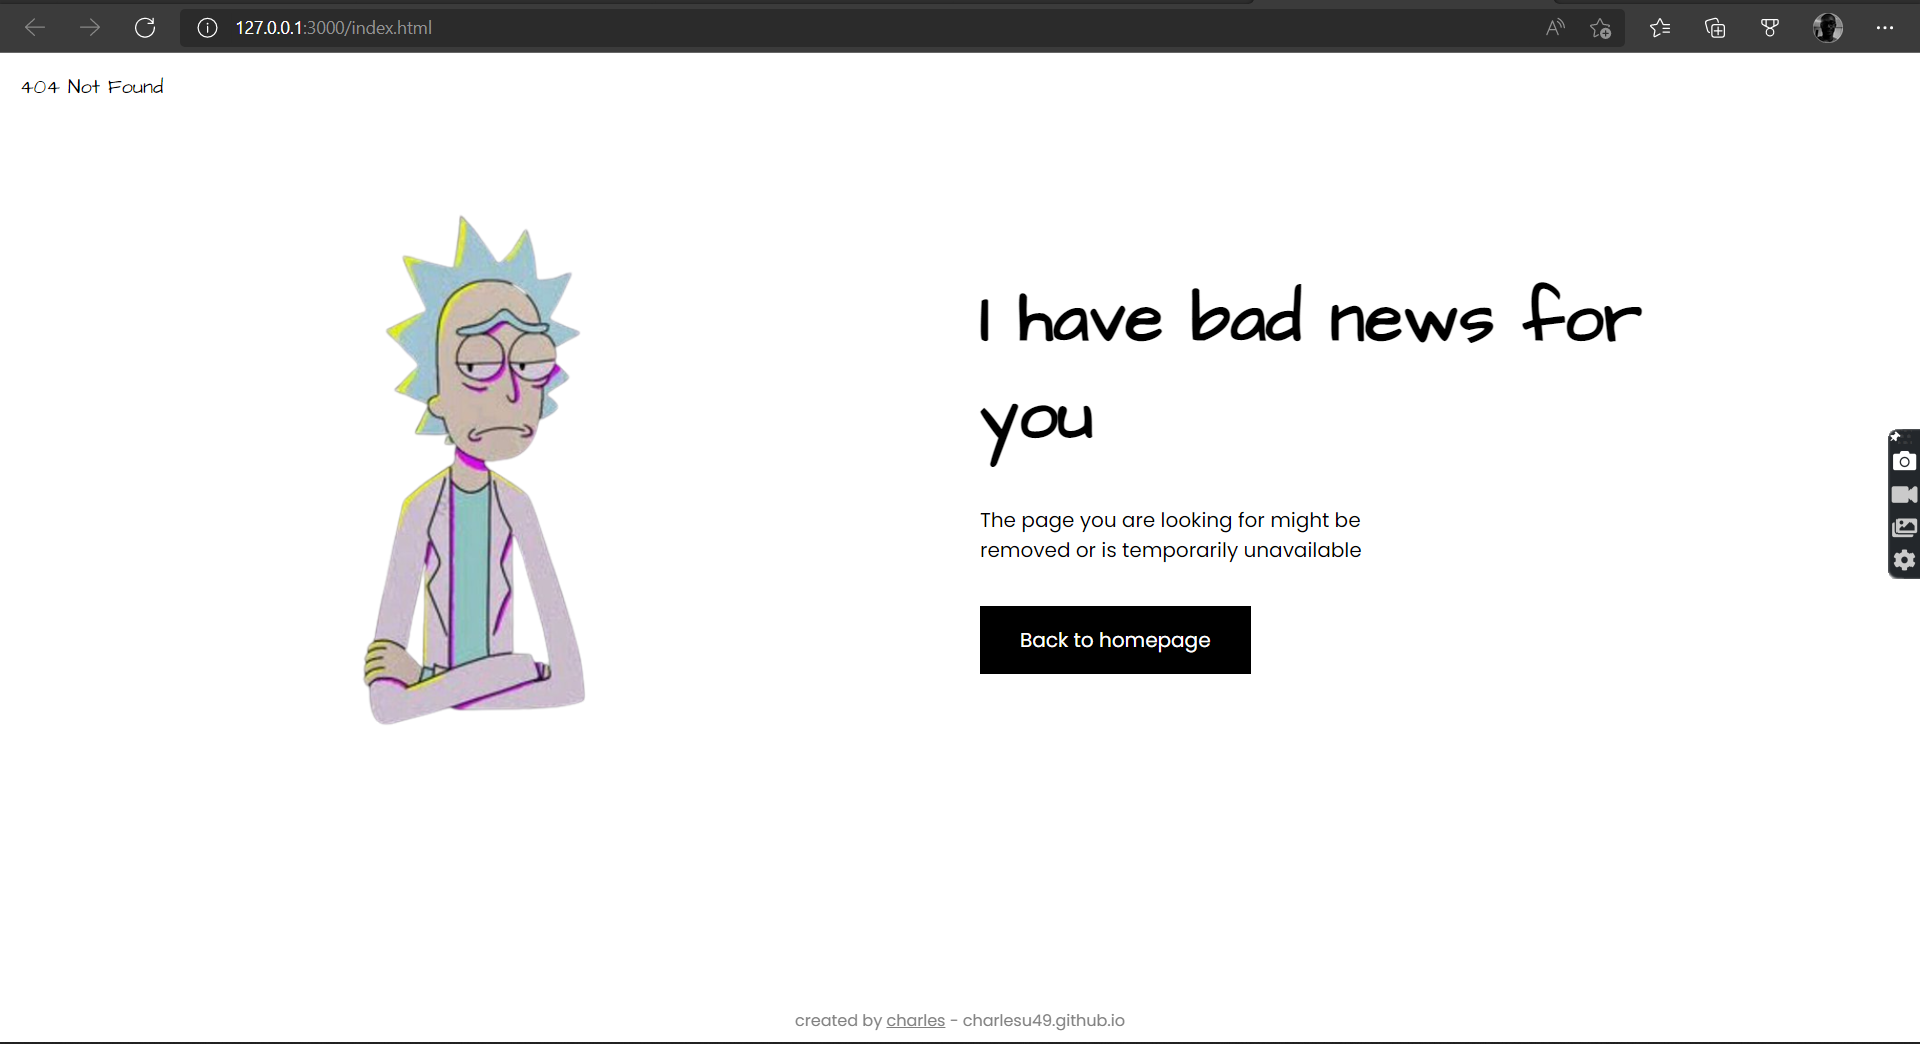 127.0.0.1:3000/index.html
404 Not Found
I have bad news for
you
The page you are looking for might be
removed or is temporarily unavailable
Back to homepage
created by charles - charlesu49.github.io